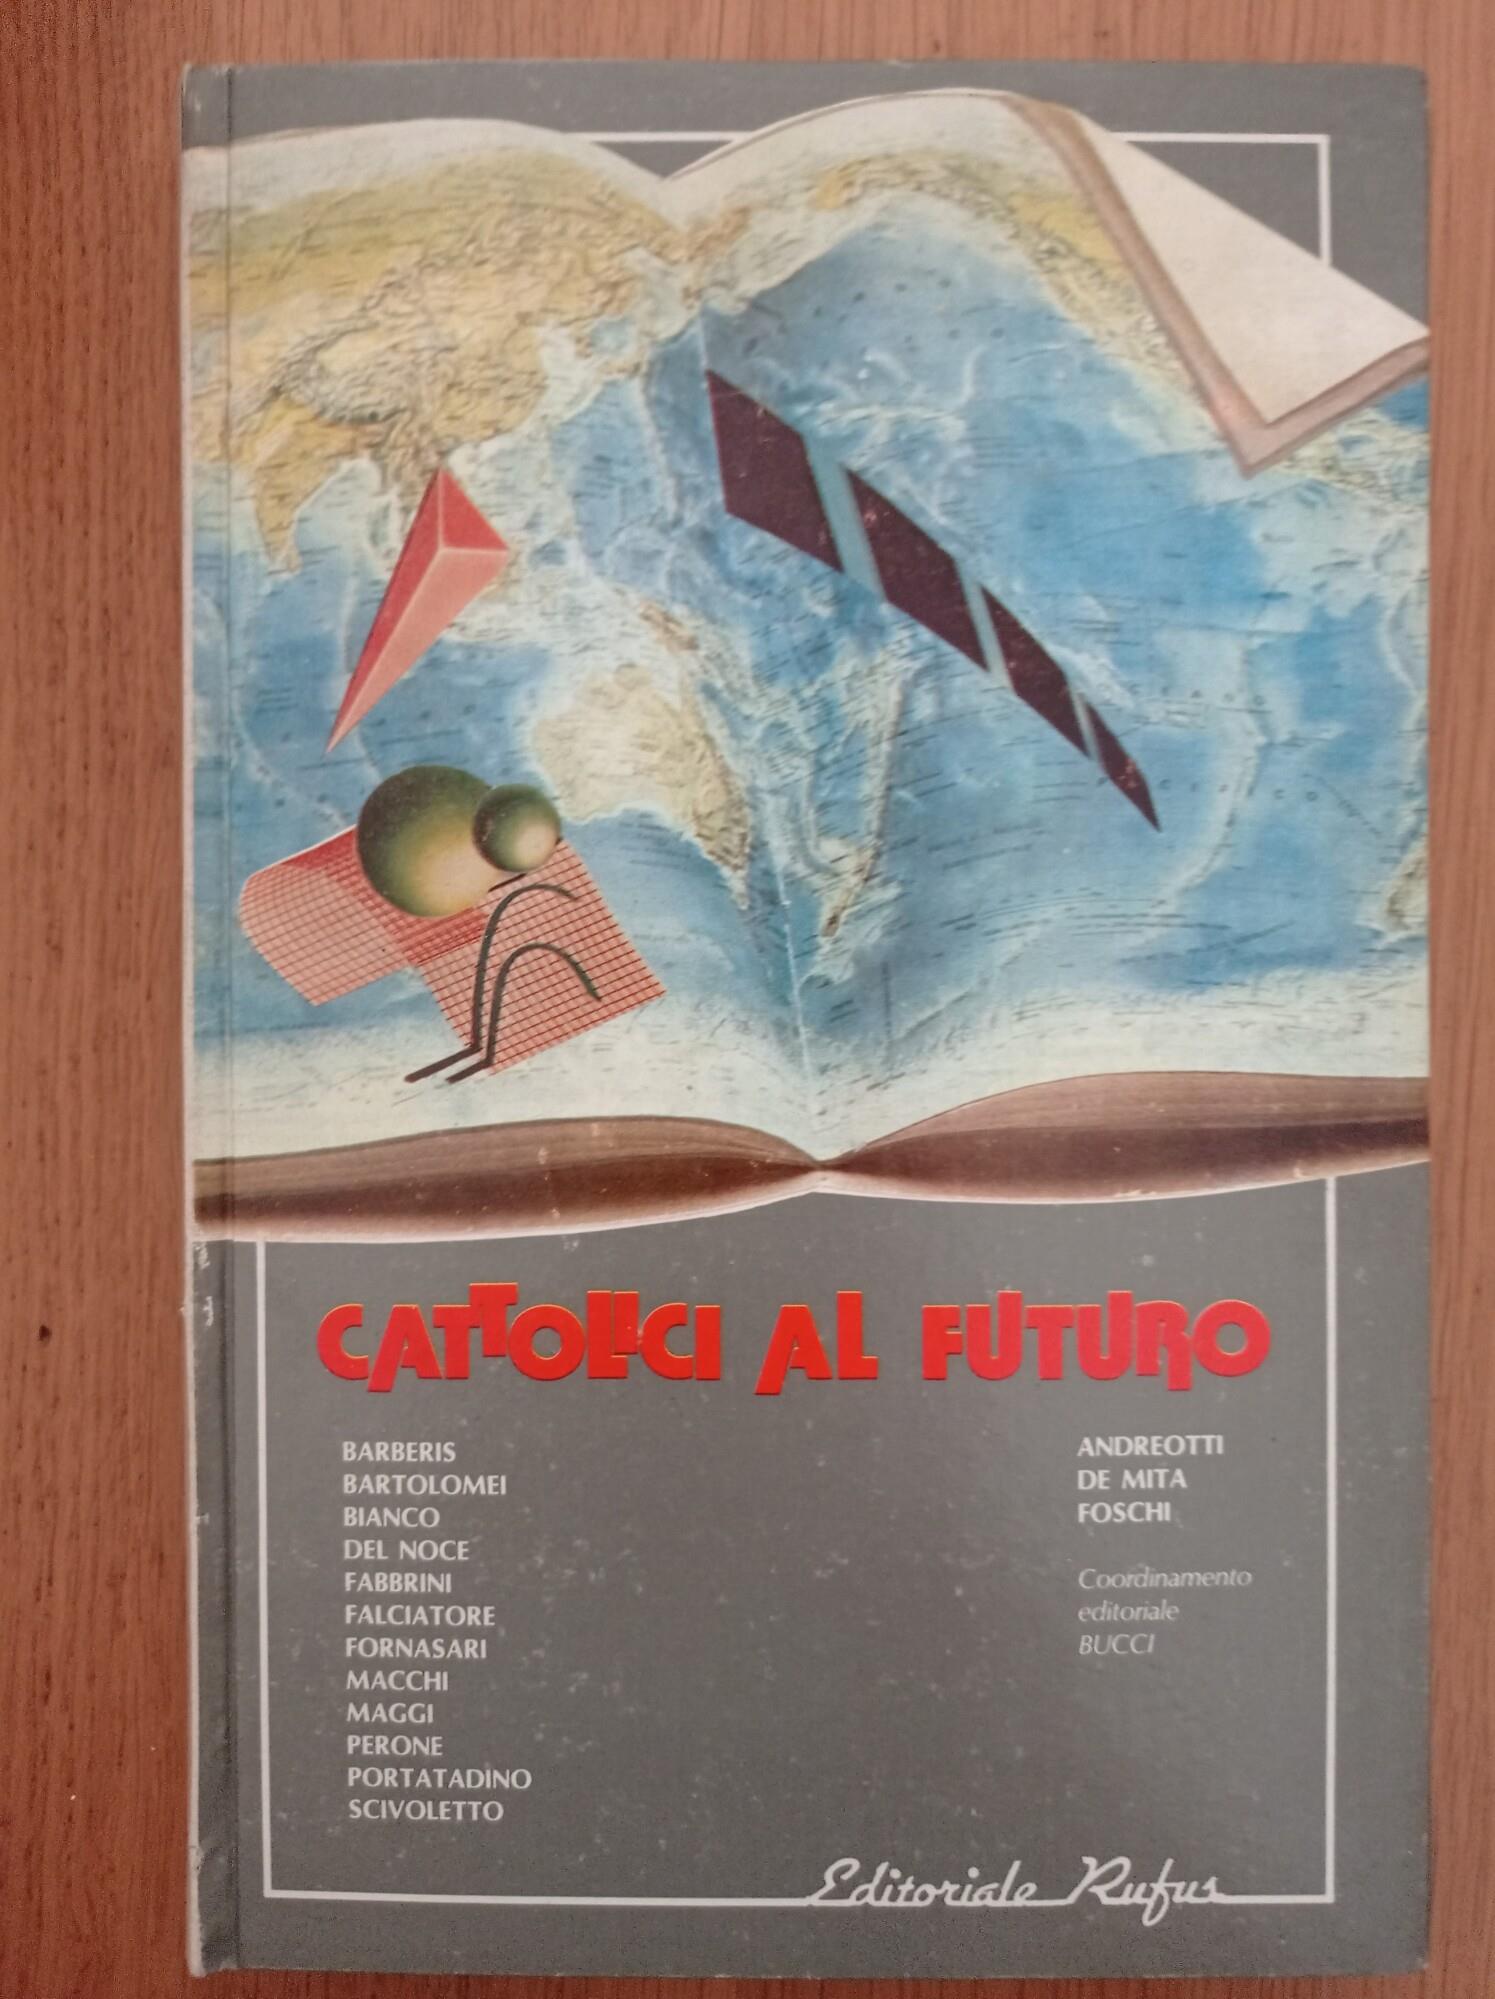 CATTOLICI AL FUTURO
BARBERIS
BARTOLOMEI
BIANCO
DEL NOCE
FABBRINI
FALCIATORE
FORNASARI
MACCHI
MAGGI
PERONE
PORTATADINO
SCIVOLETTO
ANDREOTTI
DE MITA
FOSCHI
Coordinamento
editoriale
BUCCI
Editoriale Rufus